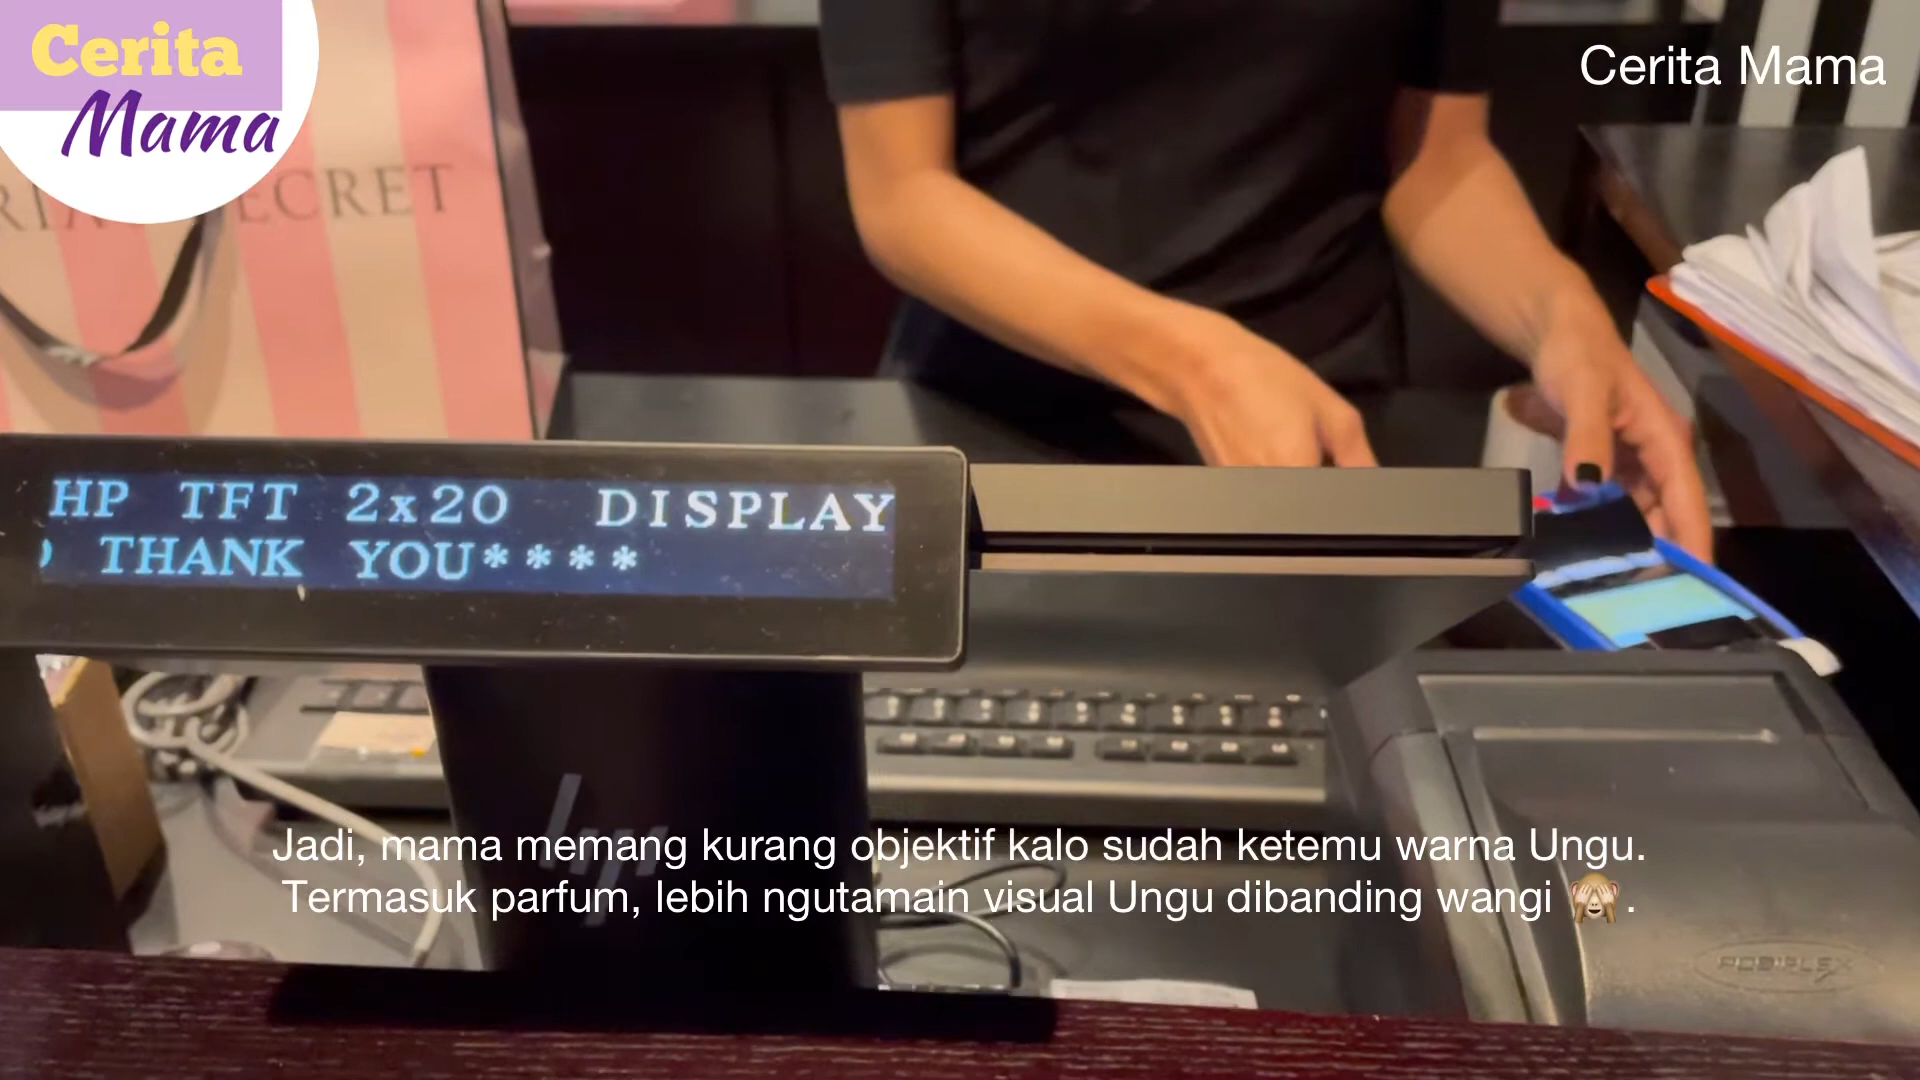 Cerita
Mama
Cerita Mama
ECRET
HP TFT 2x20 DISPLAY
THANK YOU****
Jadi, mama memang kurang objektif kalo sudah ketemu warna Ungu.
Termasuk parfum, lebih ngutamain visual Ungu dibanding wangi 🙈.
POSIFLEX